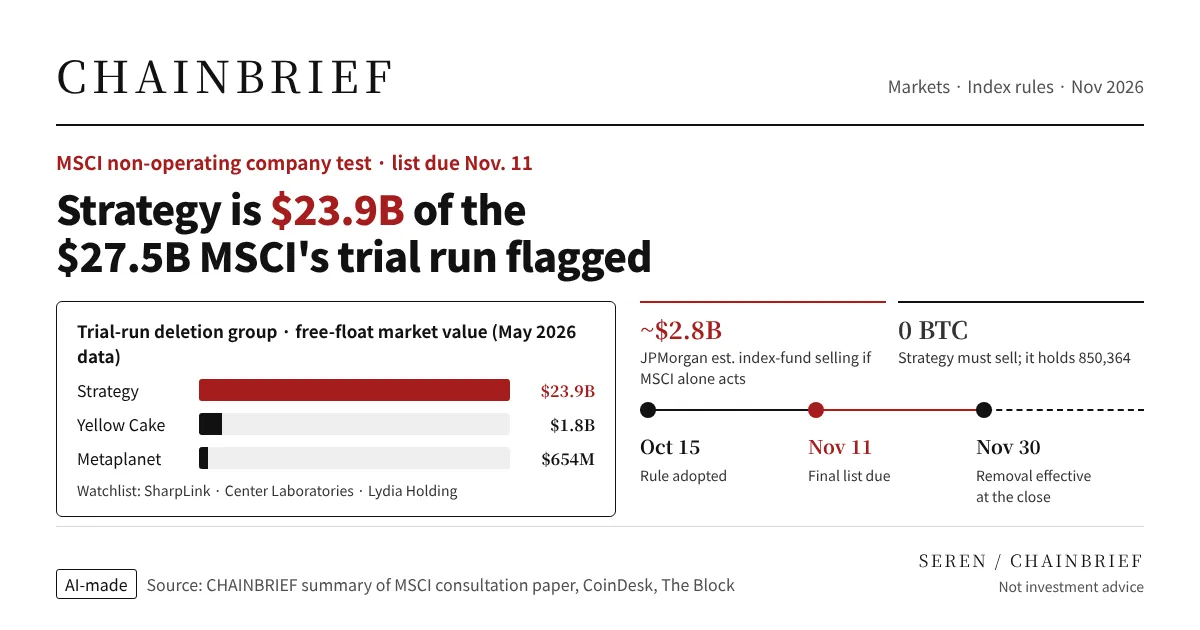 CHAINBRIEF
Markets · Index rules · Nov 2026
MSCI non-operating company test · list due Nov. 11
Strategy is $23.9B of the
$27.5B MSCI's trial run flagged
Trial-run deletion group · free-float market value (May 2026
data)
Strategy $23.9B
Yellow Cake $1.8B
Metaplanet $654M
Watchlist: SharpLink · Center Laboratories · Lydia Holding
~$2.8B
JPMorgan est. index-fund selling if
MSCI alone acts
0 BTC
Strategy must sell; it holds 850,364
Oct 15
Rule adopted
Nov 11
Final list due
Nov 30
Removal effective
at the close
AI-made
Source: CHAINBRIEF summary of MSCI consultation paper, CoinDesk, The Block
SEREN / CHAINBRIEF
Not investment advice